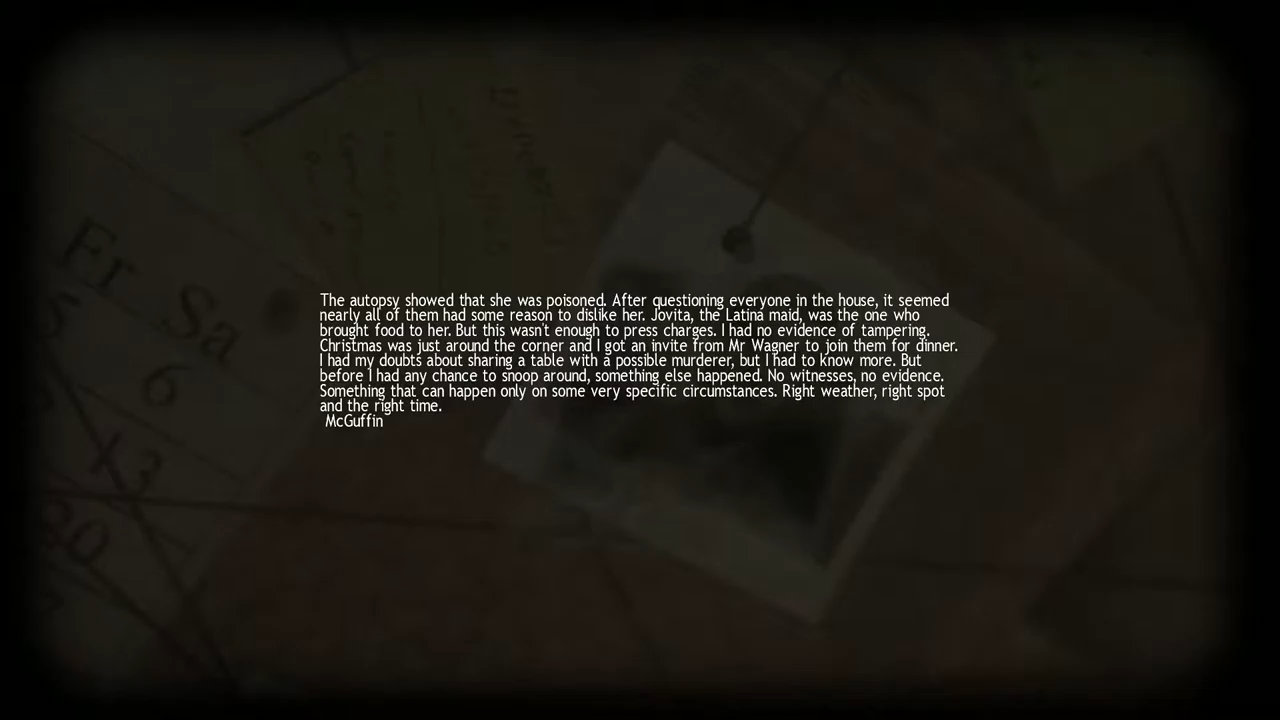 The autopsy showed that she was poisoned. After questioning everyone in the house, it seemed
nearly all of them had some reason to dislike her. Jovita, the Latina maid, was the one who
brought food to her. But this wasn't enough to press charges. I had no evidence of tampering.
Christmas was just around the corner and I got an invite from Mr Wagner to join them for dinner.
I had my doubts about sharing a table with a possible murderer, but I had to know more. But
before I had any chance to snoop around, something else happened. No witnesses, no evidence.
Something that can happen only on some very specific circumstances. Right weather, right spot
and the right time.
McGuffin
Fr Sa
6